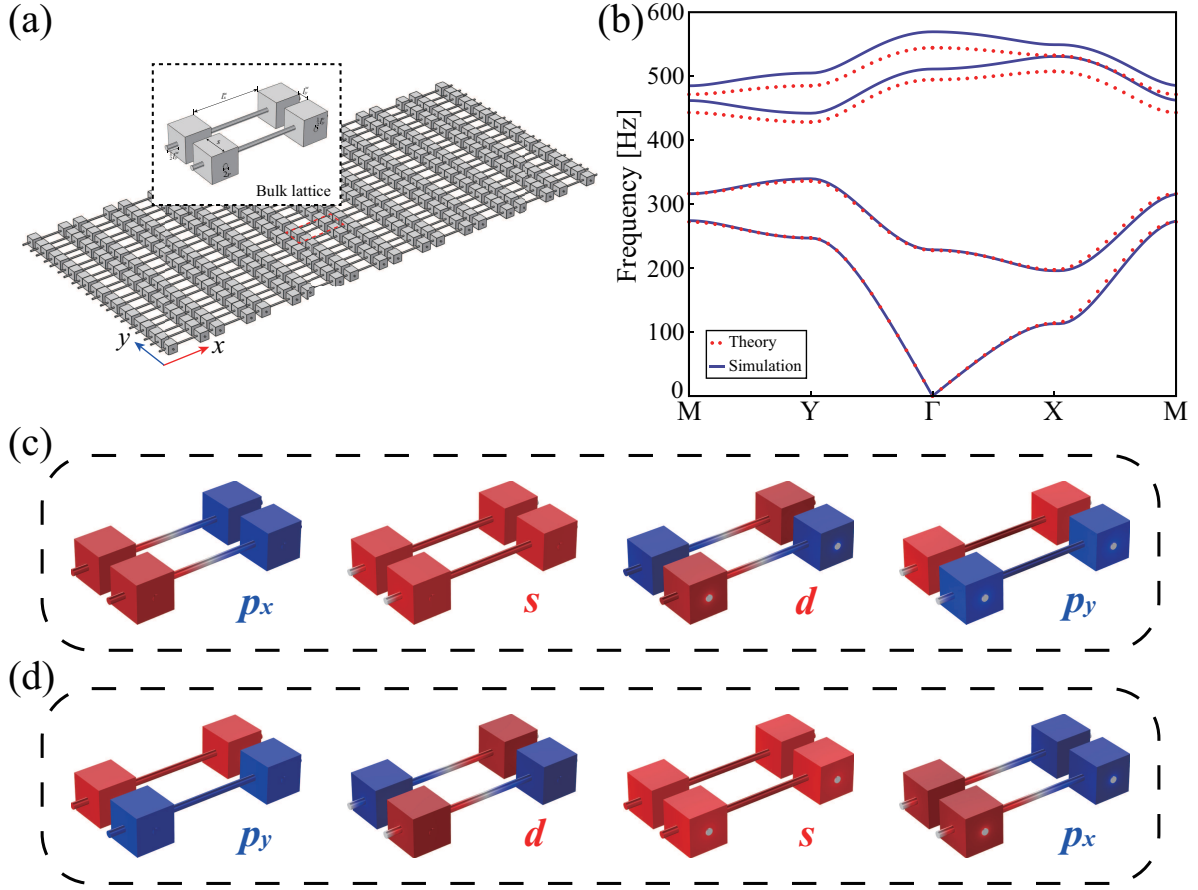 (a)
Bulk lattice
y
x
(b)
Frequency [Hz]
600
500
400
300
200
100
0
Theory
Simulation
M Y Γ X M
(c)
px s d py
(d)
py d s px